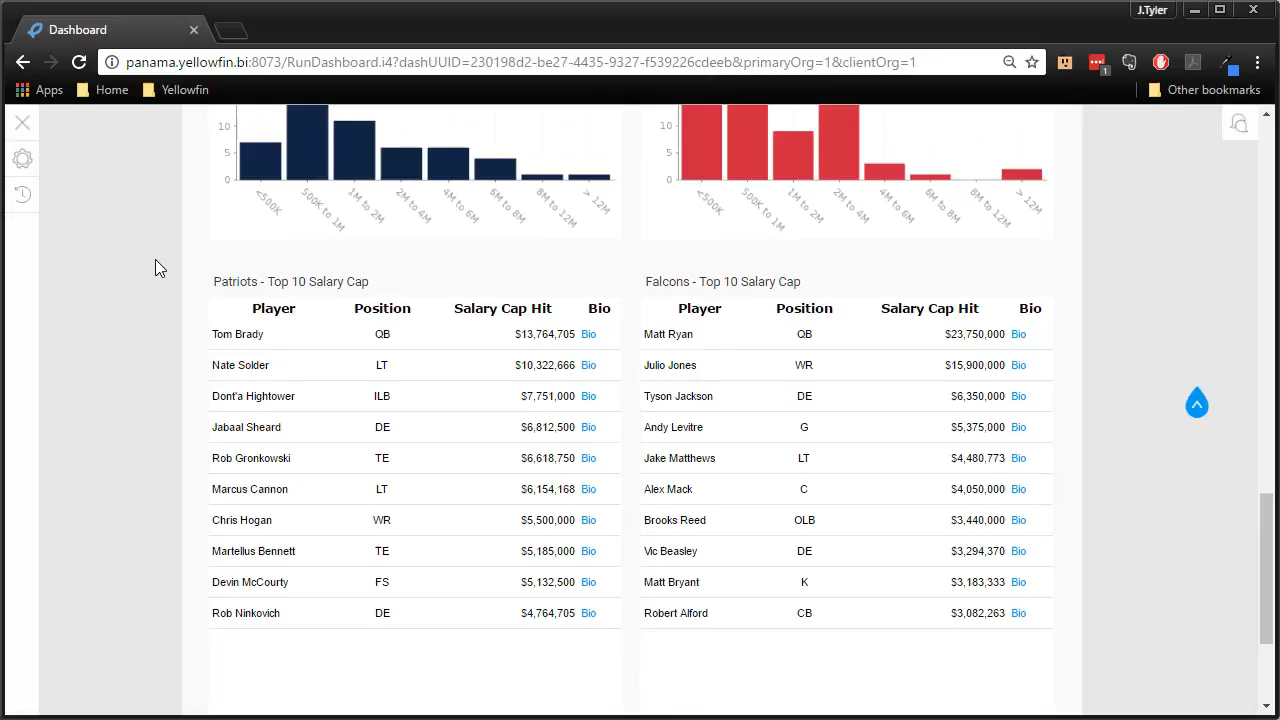 J.Tyler
Dashboard
panama.yellowfin.bi:8073/RunDashboard.i4?dashUUID=230198d2-be27-4435-9327-f539226cdeeb&primaryOrg=1&clientOrg=1
1
Apps Home Yellowfin Other bookmarks
10
5
0
<500K 500K to 1M 1M to 2M 2M to 4M 4M to 6M 6M to 8M 8M to 12M > 12M
10
5
0
<500K 500K to 1M 1M to 2M 2M to 4M 4M to 6M 6M to 8M 8M to 12M > 12M
Patriots - Top 10 Salary Cap
Player Position Salary Cap Hit Bio
Tom Brady QB $13,764,705 Bio
Nate Solder LT $10,322,666 Bio
Dont'a Hightower ILB $7,751,000 Bio
Jabaal Sheard DE $6,812,500 Bio
Rob Gronkowski TE $6,618,750 Bio
Marcus Cannon LT $6,154,168 Bio
Chris Hogan WR $5,500,000 Bio
Martellus Bennett TE $5,185,000 Bio
Devin McCourty FS $5,132,500 Bio
Rob Ninkovich DE $4,764,705 Bio
Falcons - Top 10 Salary Cap
Player Position Salary Cap Hit Bio
Matt Ryan QB $23,750,000 Bio
Julio Jones WR $15,900,000 Bio
Tyson Jackson DE $6,350,000 Bio
Andy Levitre G $5,375,000 Bio
Jake Matthews LT $4,480,773 Bio
Alex Mack C $4,050,000 Bio
Brooks Reed OLB $3,440,000 Bio
Vic Beasley DE $3,294,370 Bio
Matt Bryant K $3,183,333 Bio
Robert Alford CB $3,082,263 Bio